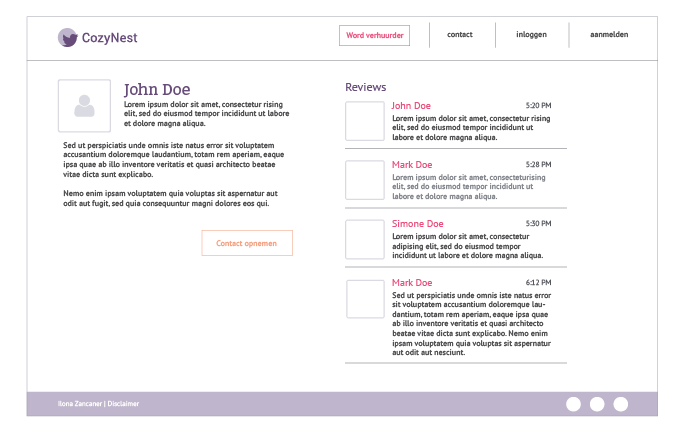 CozyNest
Word verhuurder
contact
inloggen
aanmelden
John Doe
Lorem ipsum dolor sit amet, consectetur rising
elit, sed do eiusmod tempor incididunt ut labore
et dolore magna aliqua.
Sed ut perspiciatis unde omnis iste natus error sit voluptatem
accusantium doloremque laudantium, totam rem aperiam, eaque
ipsa quae ab illo inventore veritatis et quasi architecto beatae
vitae dicta sunt explicabo.
Nemo enim ipsam voluptatem quia voluptas sit aspernatur aut
odit aut fugit, sed quia consequuntur magni dolores eos qui.
Contact opnemen
Reviews
John Doe 5:20 PM
Lorem ipsum dolor sit amet, consecteturising
elit, sed do eiusmod tempor incididunt ut
labore et dolore magna aliqua.
Mark Doe 5:28 PM
Lorem ipsum dolor sit amet, consecteturising
elit, sed do eiusmod tempor incididunt ut
labore et dolore magna aliqua.
Simone Doe 5:30 PM
Lorem ipsum dolor sit amet, consectetur
adipising elit, sed do eiusmod tempor
incididunt ut labore et dolore magna aliqua.
Mark Doe 6:12 PM
Sed ut perspiciatis unde omnis iste natus error
sit voluptatem accusantium doloremque lau-
dantium, totam rem aperiam, eaque ipsa quae
ab illo inventore veritatis et quasi architecto
beatae vitae dicta sunt explicabo. Nemo enim
ipsam voluptatem quia voluptas sit aspernatur
aut odit aut nesciunt.
Ilona Zancaner | Disclaimer